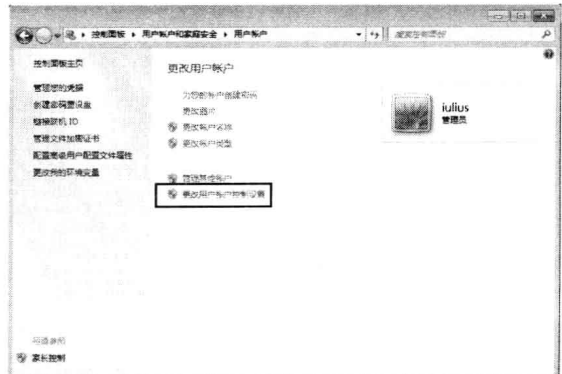 控制面板 ▸ 用户帐户和家庭安全 ▸ 用户帐户
搜索控制面板
控制面板主页
管理您的凭据
创建密码重设盘
链接联机 ID
管理文件加密证书
配置高级用户配置文件属性
更改我的环境变量
更改用户帐户
为您的帐户创建密码
更改图片
更改帐户名称
更改帐户类型
管理其他帐户
更改用户帐户控制设置
iulius
管理员
另请参阅
家长控制